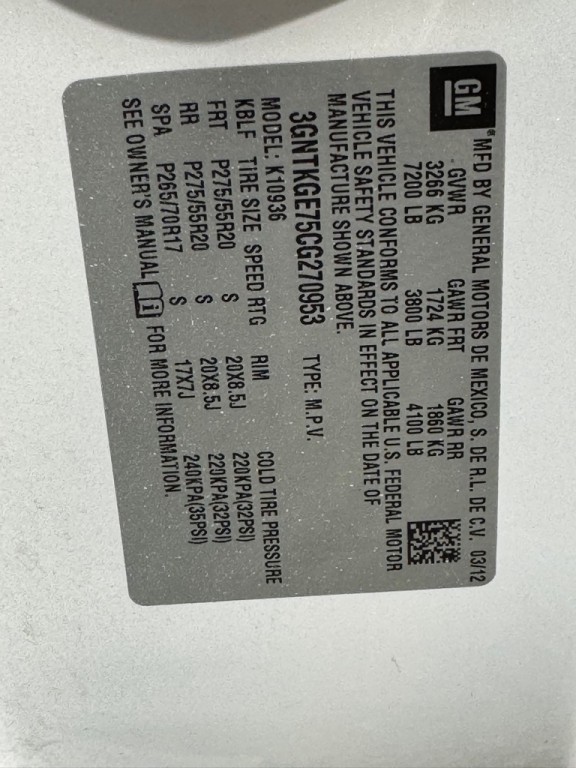 GM® MFD BY GENERAL MOTORS DE MEXICO, S. DE R.L. DE C.V. 03/12
GVWR GAWR FRT GAWR RR
3266 KG 1724 KG 1860 KG
7200 LB 3800 LB 4100 LB
THIS VEHICLE CONFORMS TO ALL APPLICABLE U.S. FEDERAL MOTOR
VEHICLE SAFETY STANDARDS IN EFFECT ON THE DATE OF
MANUFACTURE SHOWN ABOVE.
3GNTKGE75CG270953 TYPE: M.P.V.
MODEL: K10936
KBLF TIRE SIZE SPEED RTG RIM COLD TIRE PRESSURE
FRT P275/55R20 S 20X8.5J 220KPA(32PSI)
RR P275/55R20 S 20X8.5J 220KPA(32PSI)
SPA P265/70R17 S 17X7J 240KPA(35PSI)
SEE OWNER'S MANUAL FOR MORE INFORMATION.